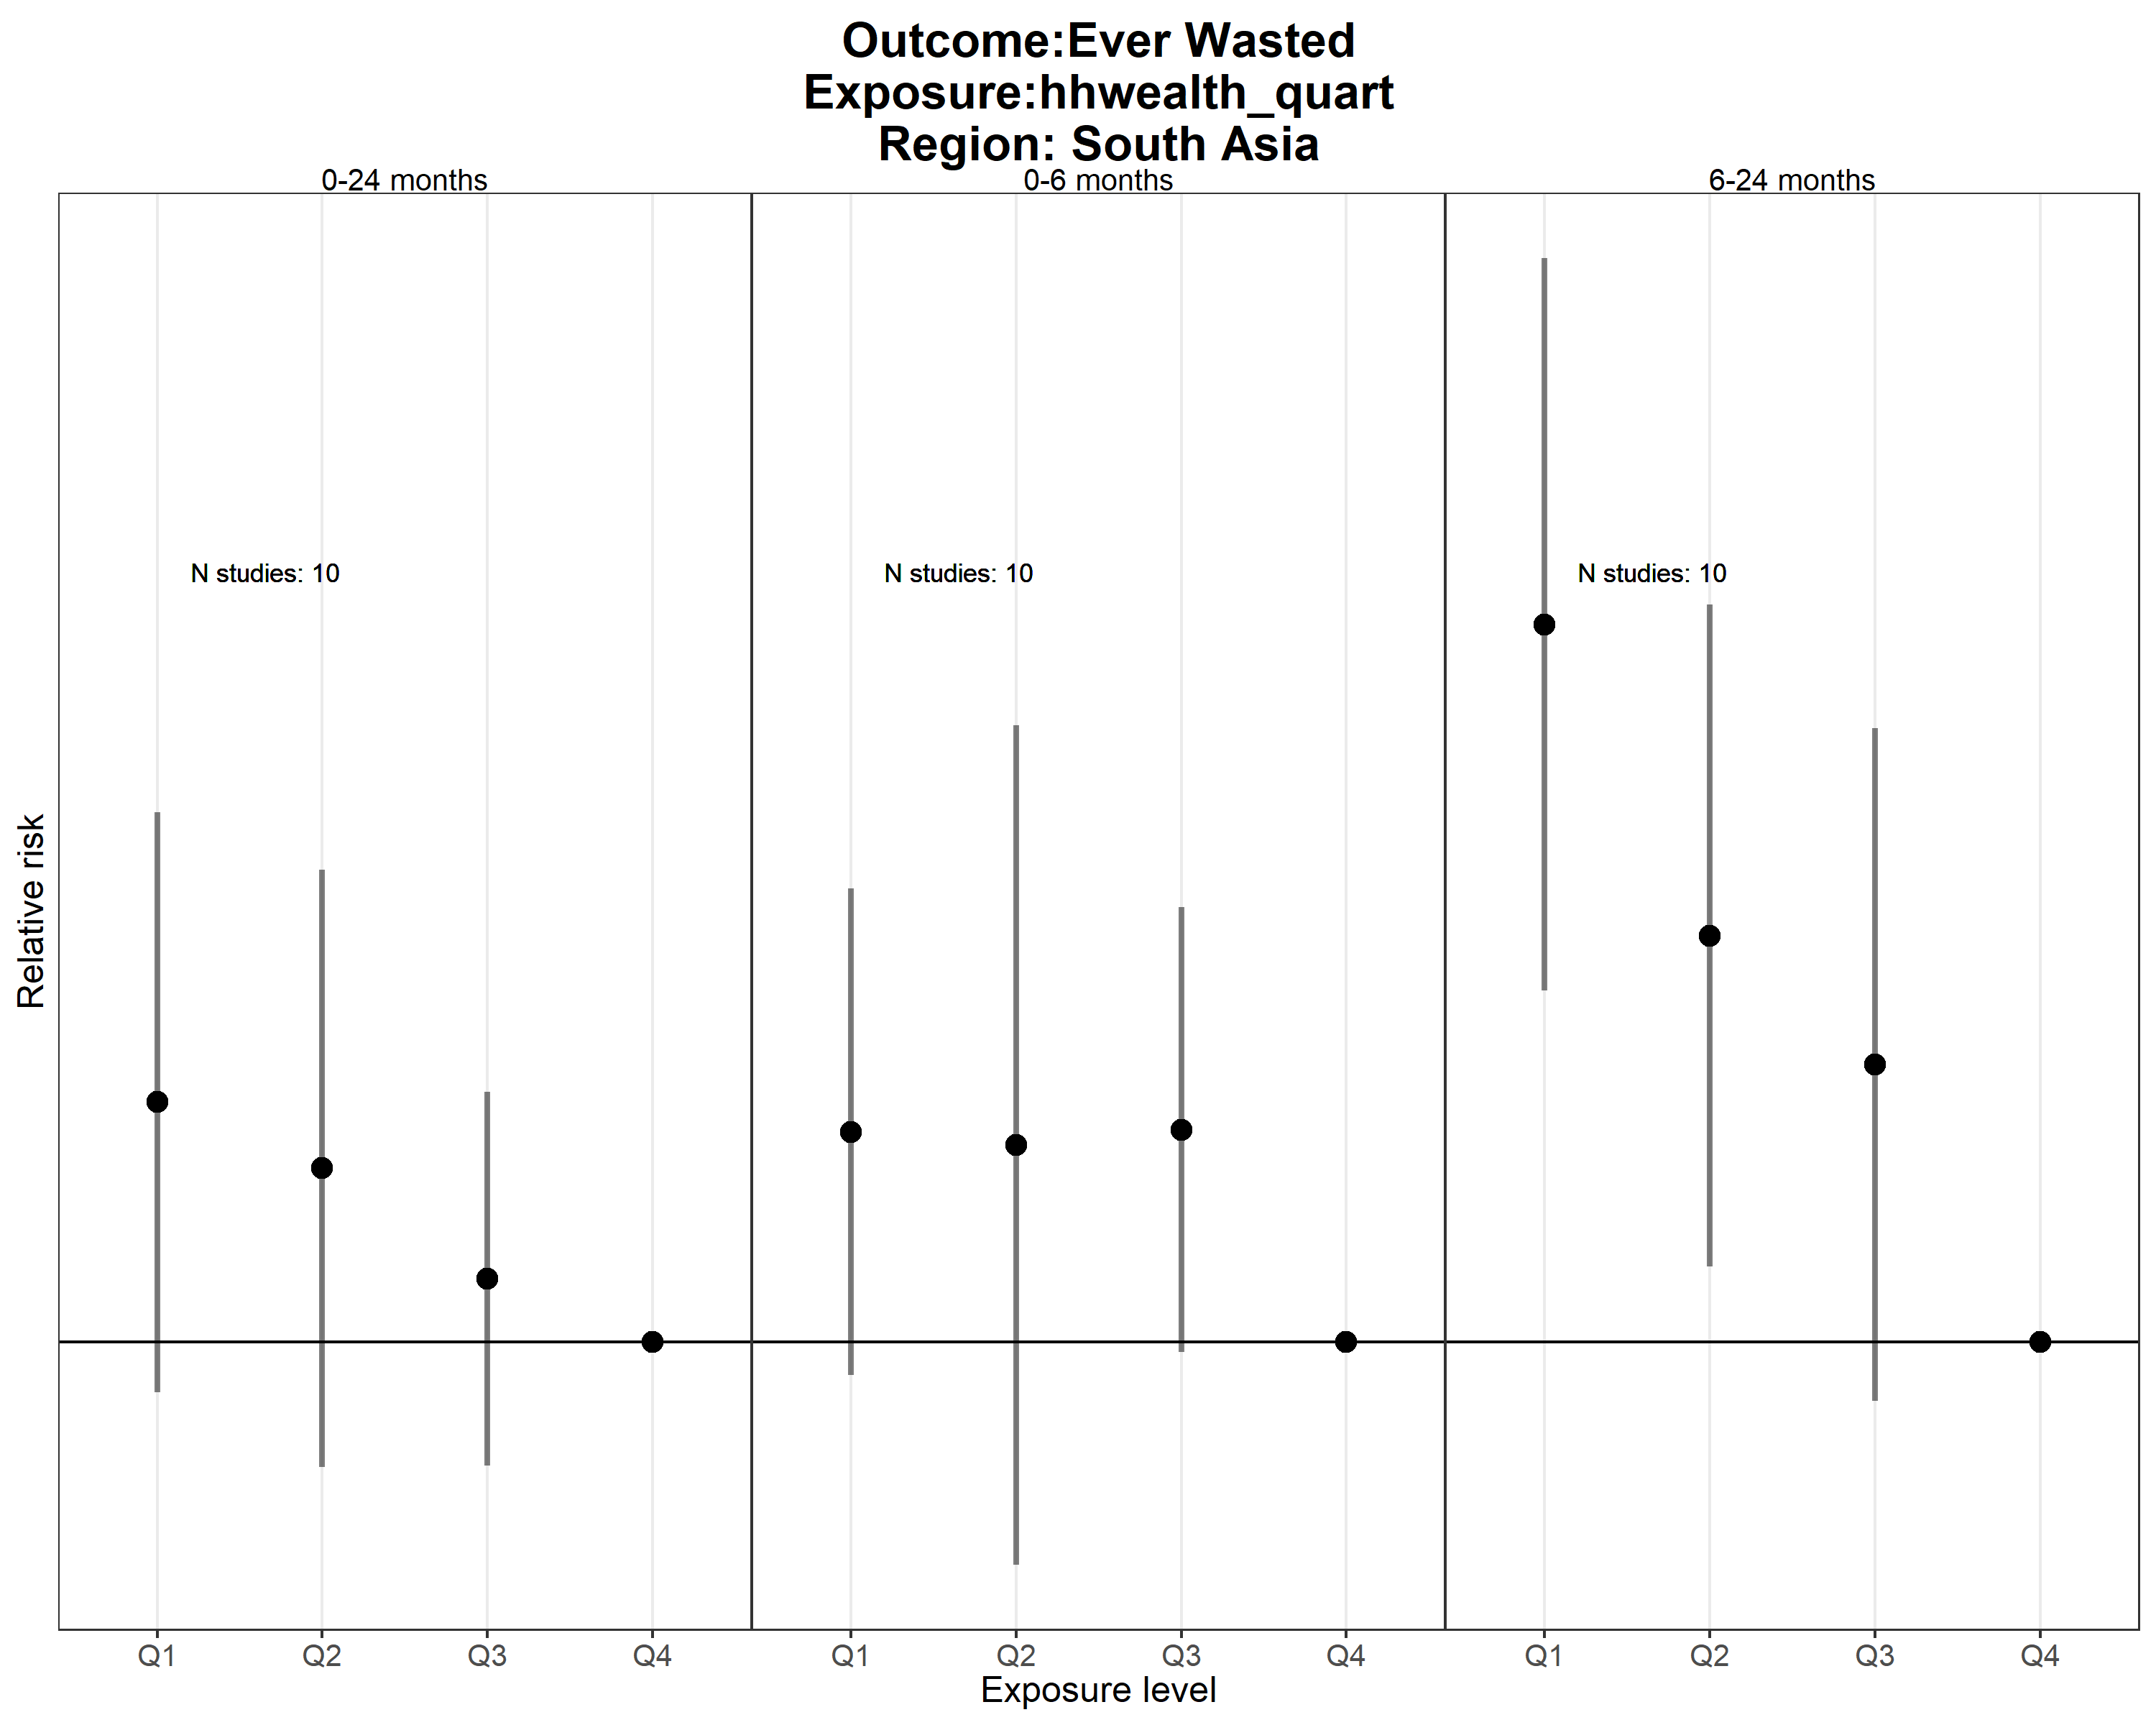 Outcome:Ever Wasted
Exposure:hhwealth_quart
Region: South Asia
0-24 months
0-6 months
6-24 months
N studies: 10
N studies: 10
N studies: 10
Relative risk
Q1 Q2 Q3 Q4 Q1 Q2 Q3 Q4 Q1 Q2 Q3 Q4
Exposure level